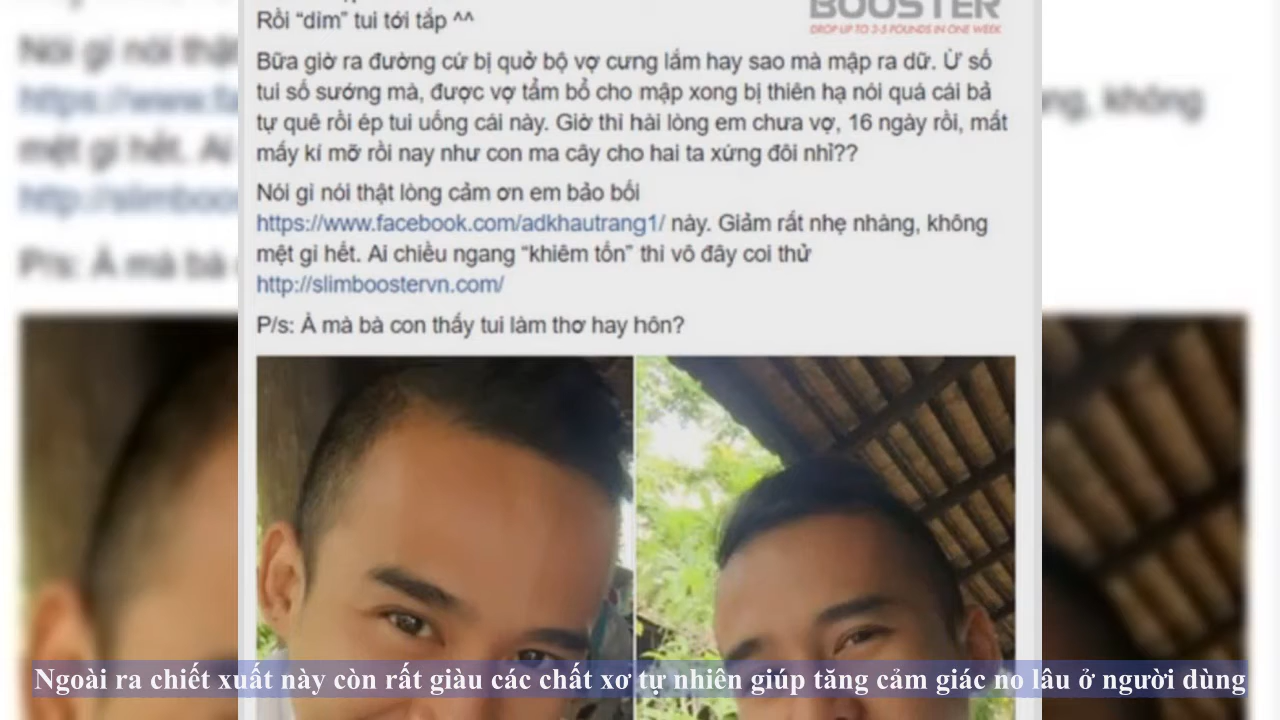 BOOSTER
DROP UP TO 3-5 POUNDS IN ONE WEEK
Rồi “dìm” tui tới tấp ^^
Bữa giờ ra đường cứ bị quở bộ vợ cưng lắm hay sao mà mập ra dữ. Ừ số
tui số sướng mà, được vợ tẩm bổ cho mập xong bị thiên hạ nói quá cái bả
tự quê rồi ép tui uống cái này. Giờ thì hài lòng em chưa vợ, 16 ngày rồi, mất
mấy kí mỡ rồi nay như con ma cây cho hai ta xứng đôi nhỉ??
Nói gì nói thật lòng cảm ơn em bảo bối
https://www.facebook.com/adkhautrang1/ này. Giảm rất nhẹ nhàng, không
mệt gì hết. Ai chiều ngang “khiêm tốn” thì vô đây coi thử
http://slimboostervn.com/
P/s: À mà bà con thấy tui làm thơ hay hôn?
Ngoài ra chiết xuất này còn rất giàu các chất xơ tự nhiên giúp tăng cảm giác no lâu ở người dùng